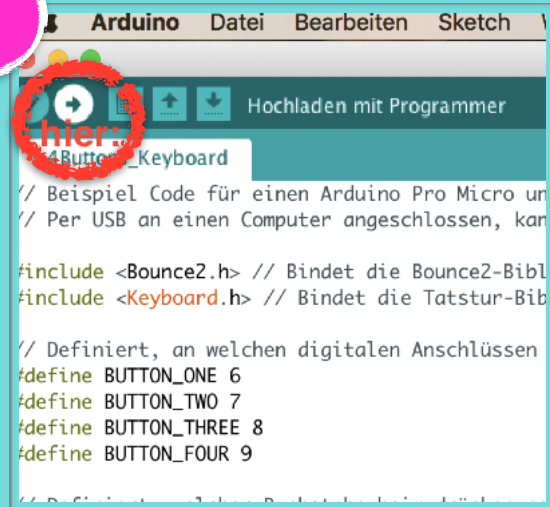 Arduino Datei Bearbeiten Sketch
Hochladen mit Programmer
hier:
4Button_Keyboard
// Beispiel Code für einen Arduino Pro Micro un
// Per USB an einen Computer angeschlossen, kan
#include <Bounce2.h> // Bindet die Bounce2-Bibl
#include <Keyboard.h> // Bindet die Tatstur-Bib
// Definiert, an welchen digitalen Anschlüssen
#define BUTTON_ONE 6
#define BUTTON_TWO 7
#define BUTTON_THREE 8
#define BUTTON_FOUR 9